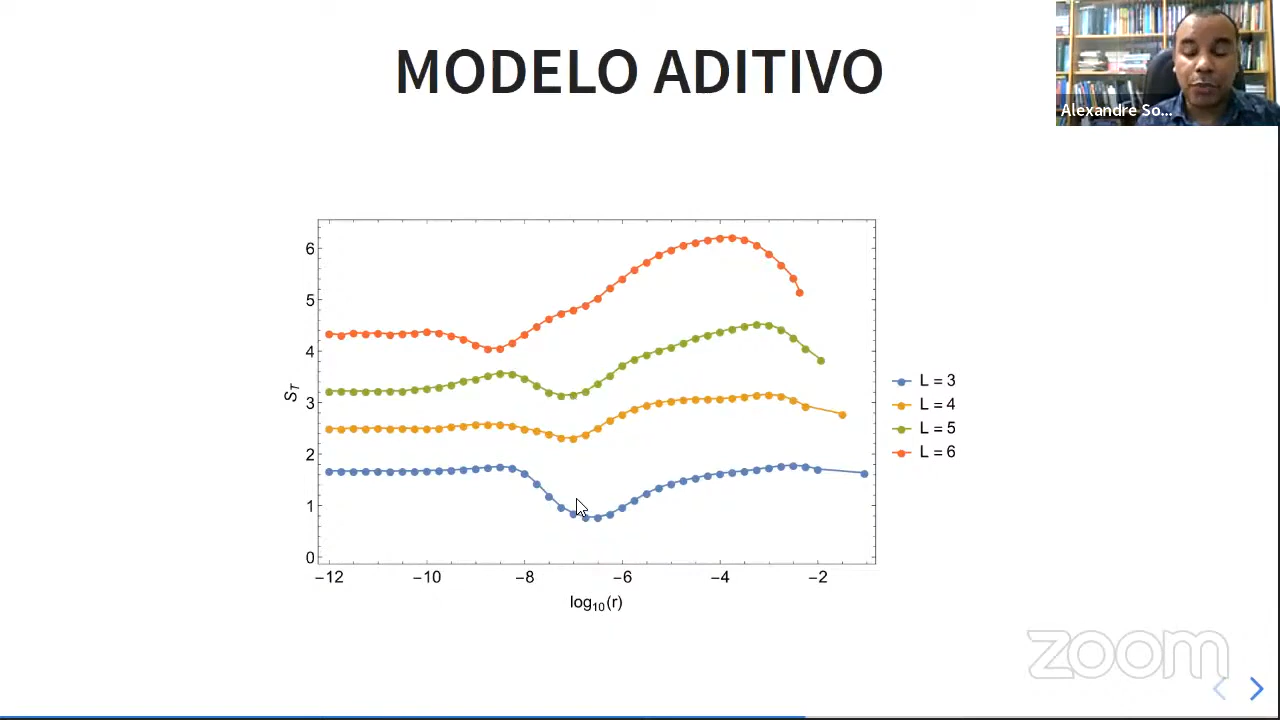 MODELO ADITIVO
Alexandre So...
6
5
4
3
2
1
0
S_T
−12 −10 −8 −6 −4 −2
log₁₀(r)
L = 3
L = 4
L = 5
L = 6
zoom